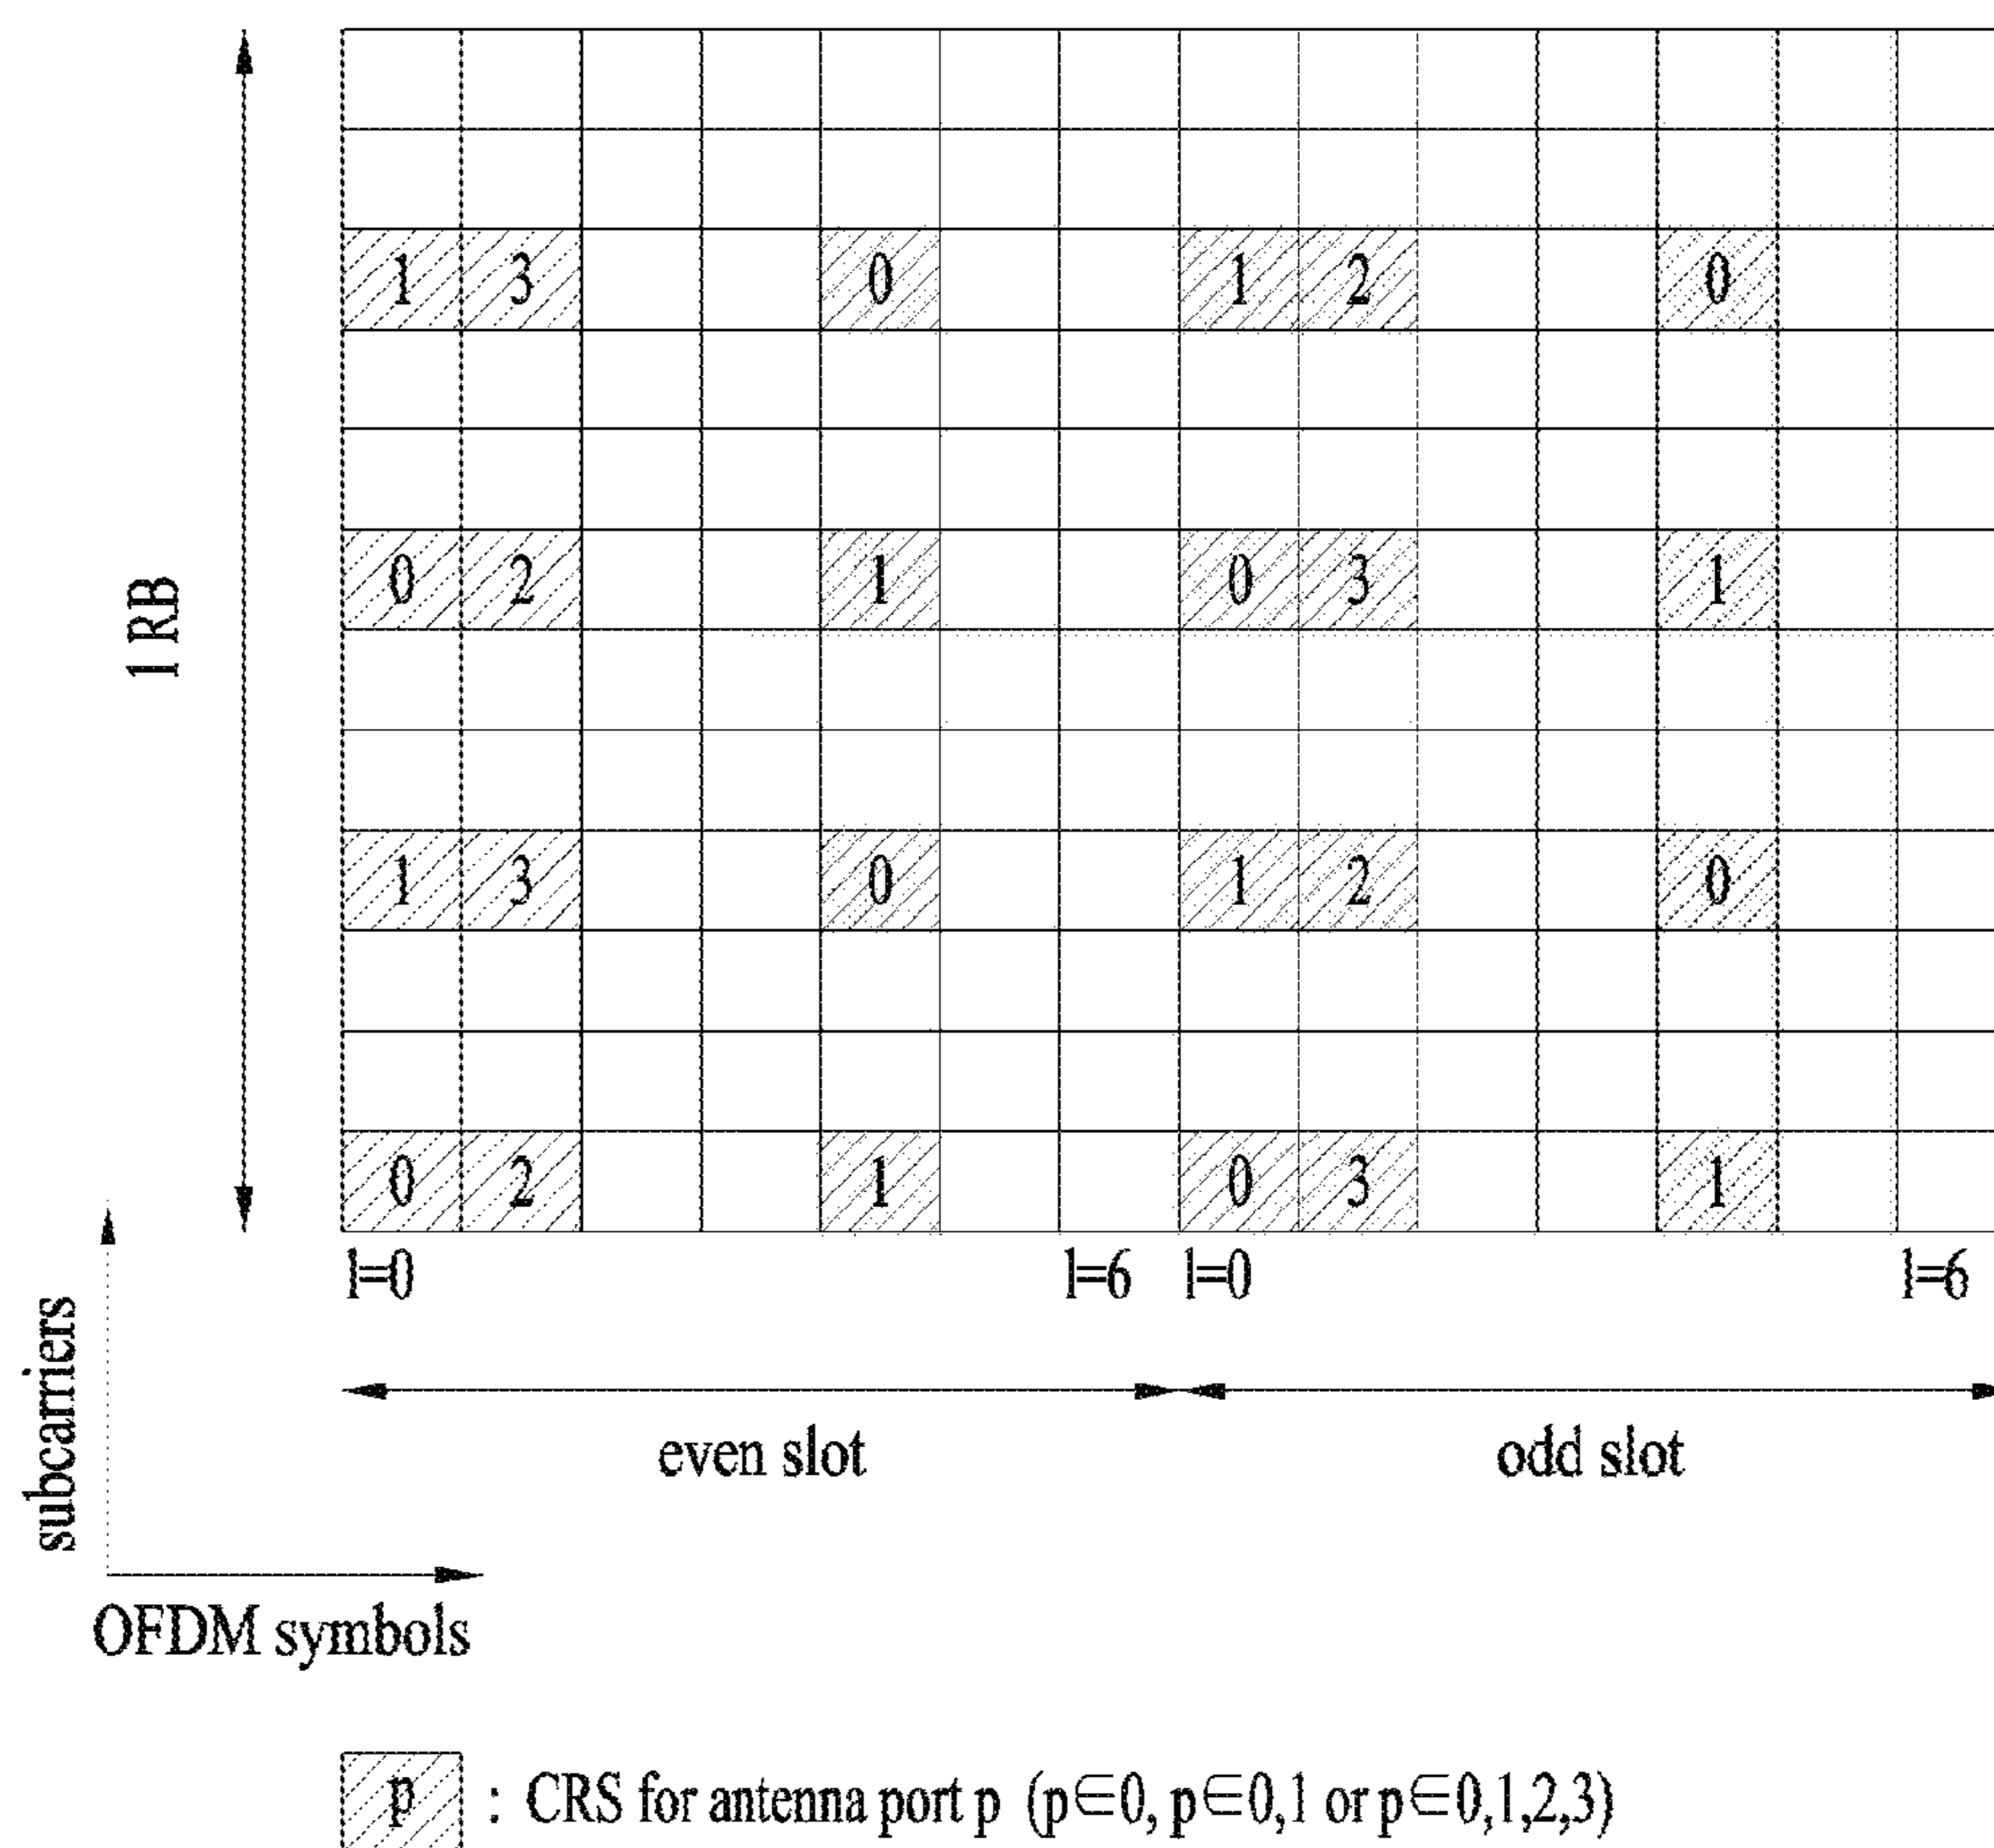 1 3 0 1 2 0
1 RB
0 2 1 0 3 1
1 3 0 1 2 0
0 2 1 0 3 1
l=0 l=6 l=0 l=6
subcarriers
even slot odd slot
OFDM symbols
p : CRS for antenna port p (p∈0, p∈0,1 or p∈0,1,2,3)